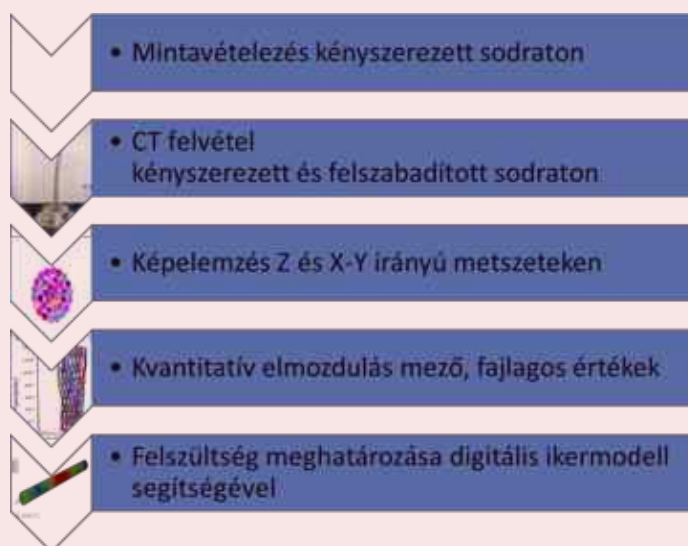 • Mintavételezés kényszerezett sodraton
• CT felvétel
kényszerezett és felszabadított sodraton
• Képelemzés Z és X-Y irányú metszeteken
• Kvantitatív elmozdulás mező, fajlagos értékek
• Felszültség meghatározása digitális ikermodell
segítségével